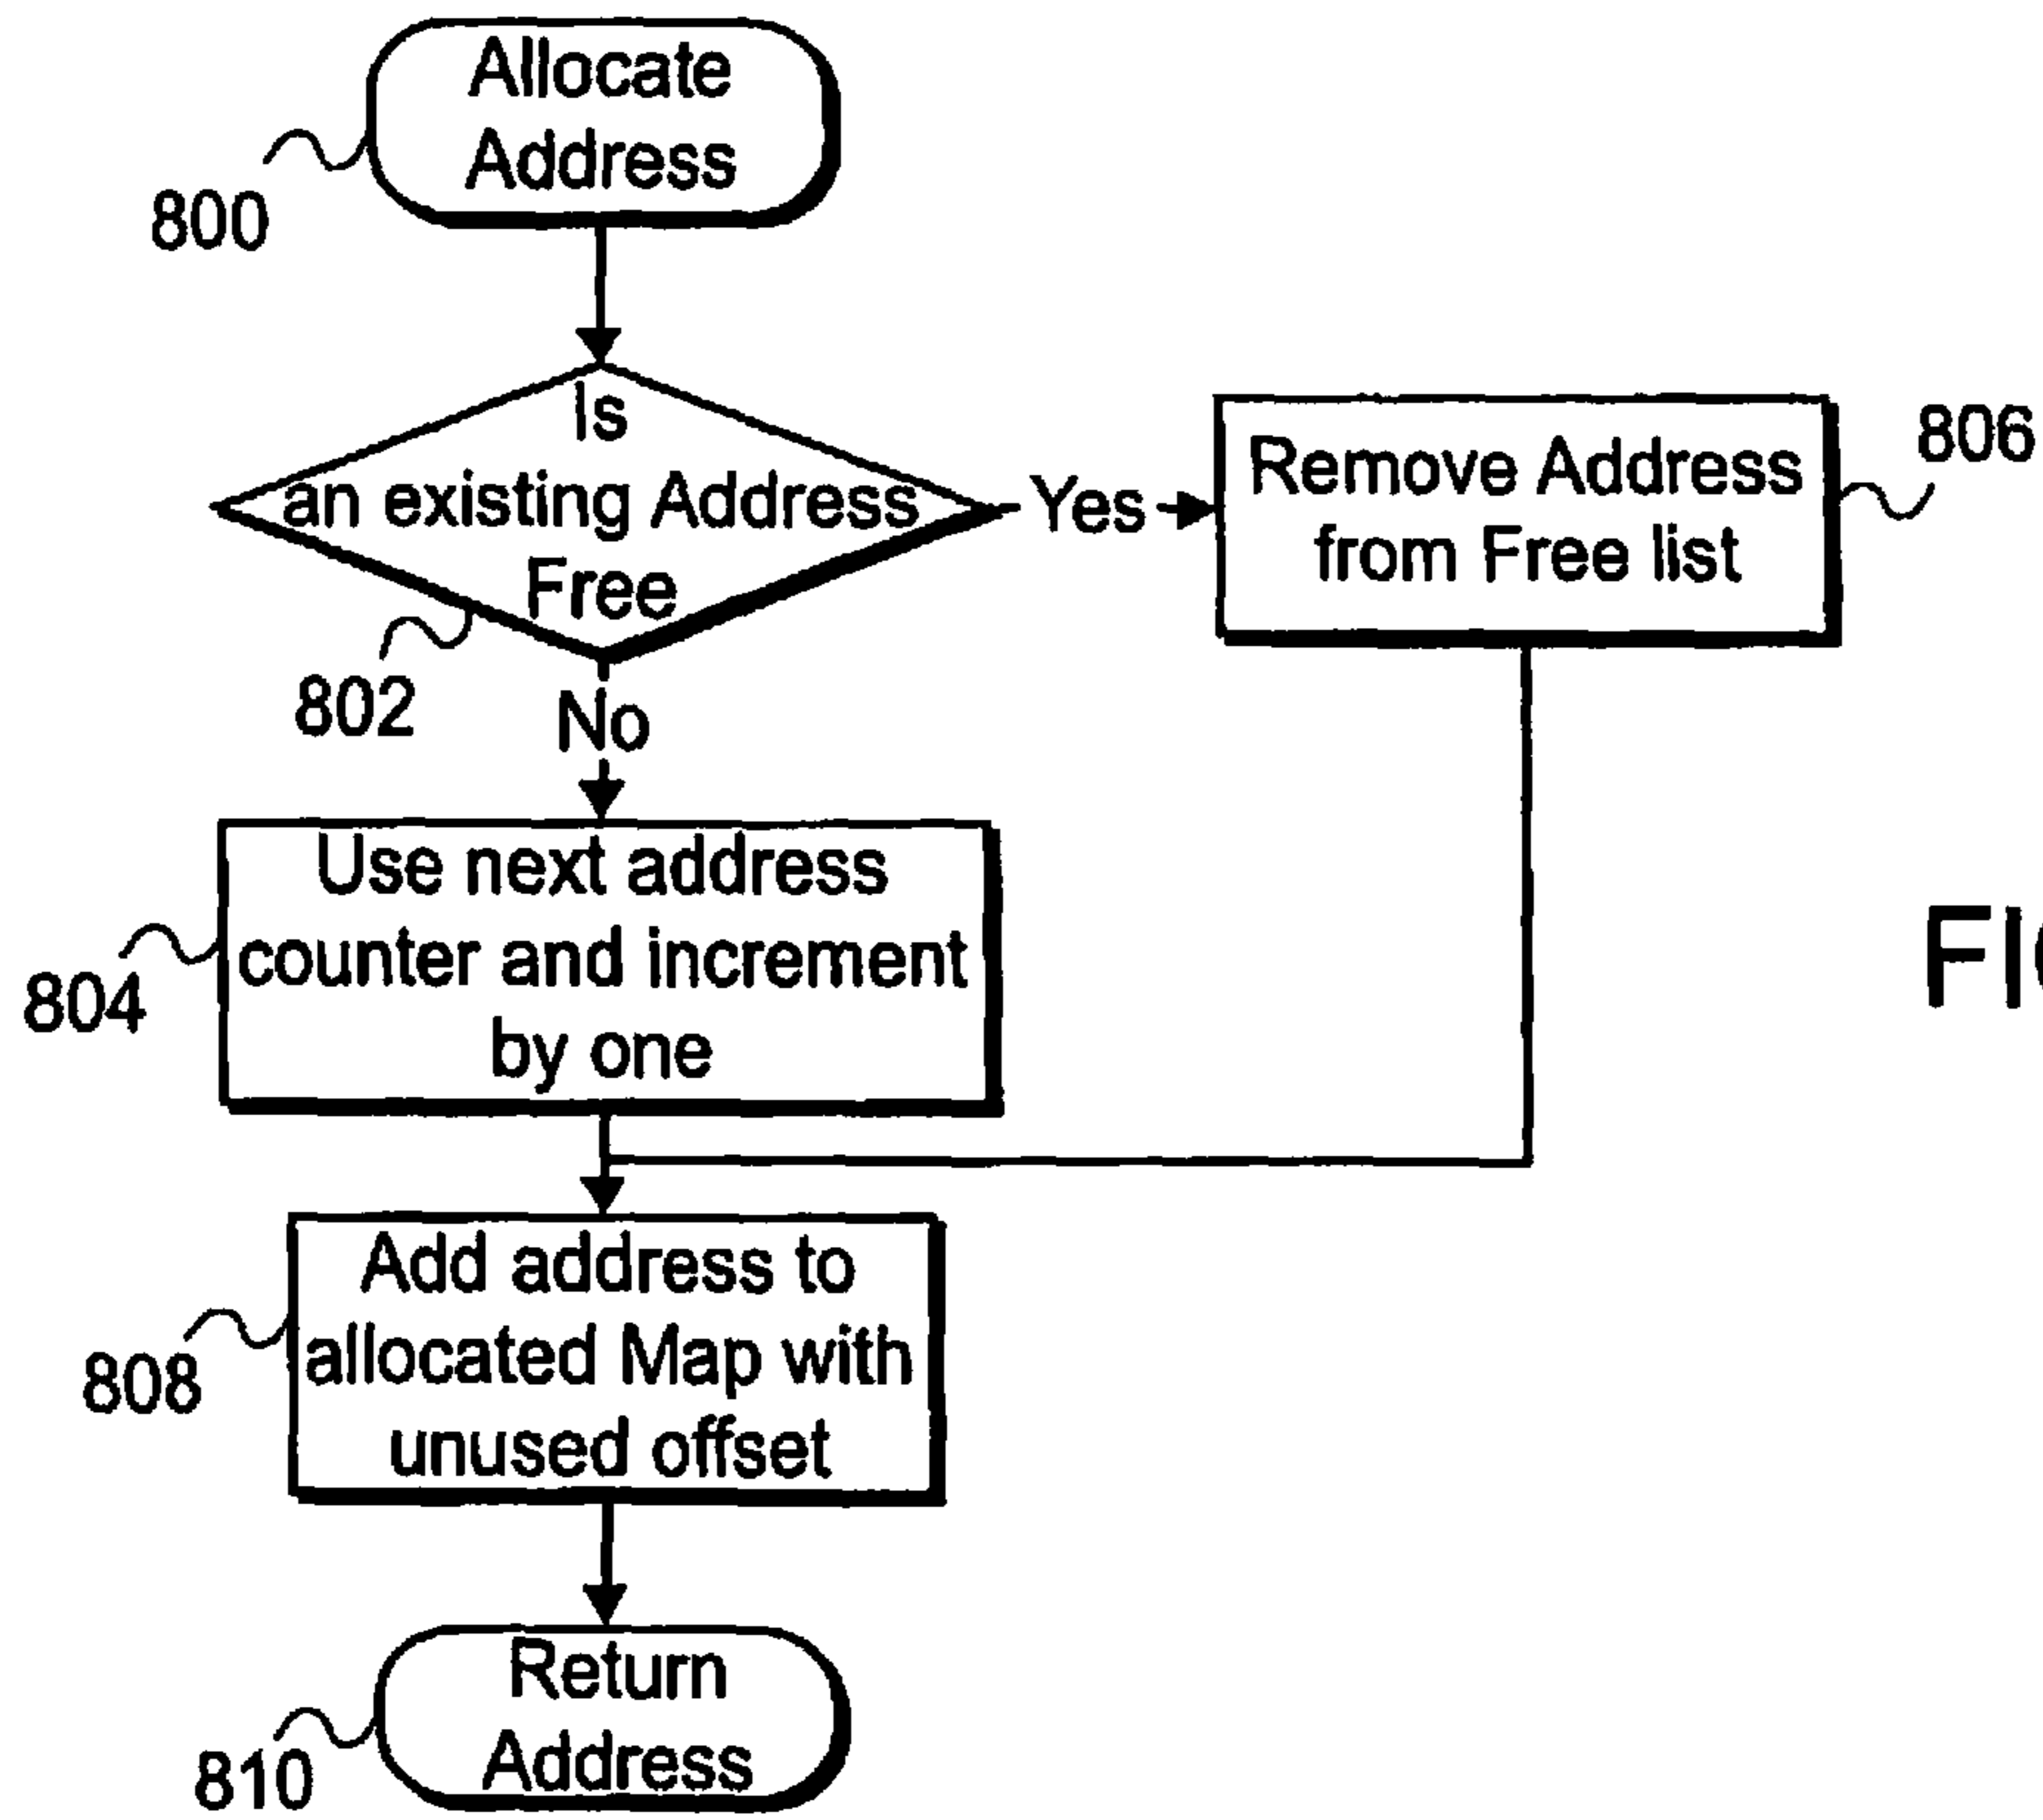 Allocate
Address
800
Is
an existing Address
Free
Yes
Remove Address
from Free list
806
802
No
Use next address
counter and increment
by one
804
Add address to
allocated Map with
unused offset
808
Return
Address
810